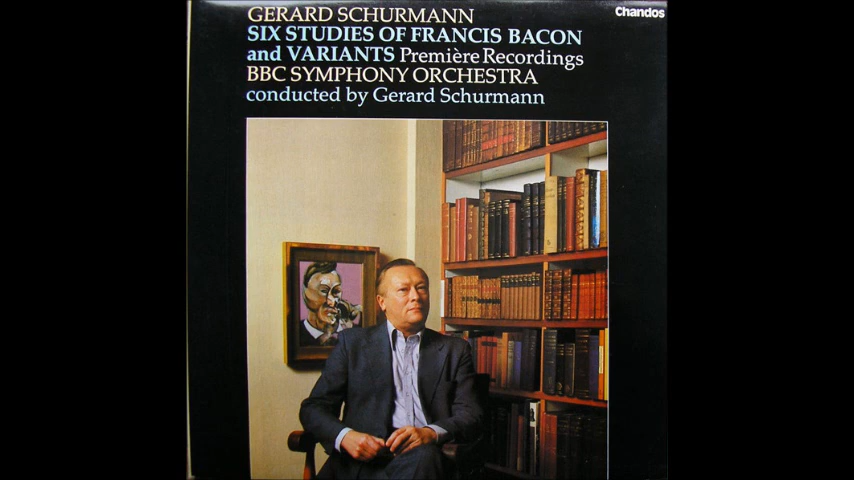 GERARD SCHURMANN
Chandos
SIX STUDIES OF FRANCIS BACON
and VARIANTS Première Recordings
BBC SYMPHONY ORCHESTRA
conducted by Gerard Schurmann